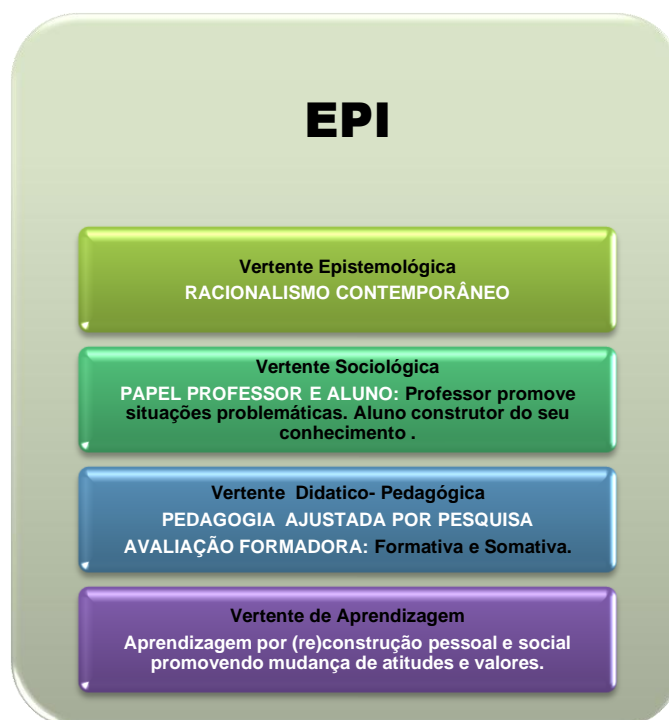 EPI
Vertente Epistemológica
RACIONALISMO CONTEMPORÂNEO
Vertente Sociológica
PAPEL PROFESSOR E ALUNO: Professor promove
situações problemáticas. Aluno construtor do seu
conhecimento .
Vertente Didatico- Pedagógica
PEDAGOGIA AJUSTADA POR PESQUISA
AVALIAÇÃO FORMADORA: Formativa e Somativa.
Vertente de Aprendizagem
Aprendizagem por (re)construção pessoal e social
promovendo mudança de atitudes e valores.